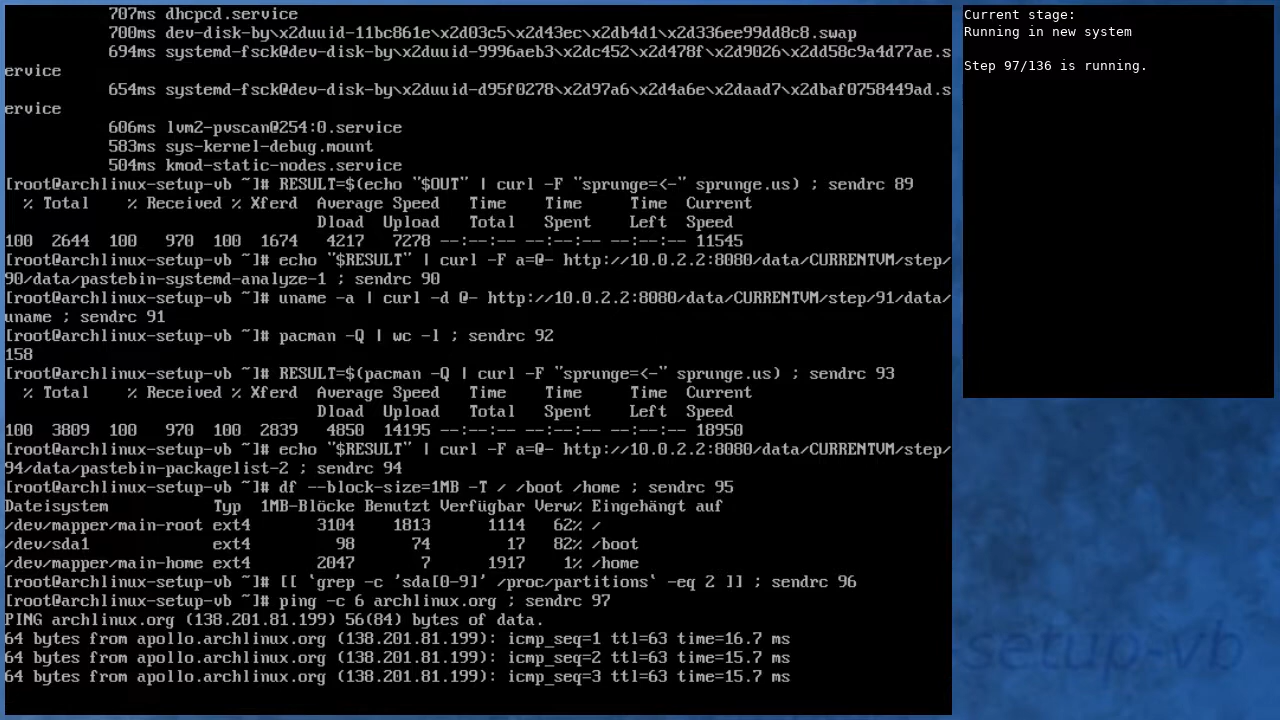 707ms dhcpcd.service
700ms dev-disk-by\x2duuid-11bc861e\x2d03c5\x2d43ec\x2db4d1\x2d336ee99dd8c8.swap
694ms systemd-fsck@dev-disk-by\x2duuid-9996aeb3\x2dc452\x2d478f\x2d9026\x2dd58c9a4d77ae.s
ervice
654ms systemd-fsck@dev-disk-by\x2duuid-d95f0278\x2d97a6\x2d4a6e\x2daad7\x2dbaf0758449ad.s
ervice
606ms lvm2-pvscan@254:0.service
583ms sys-kernel-debug.mount
504ms kmod-static-nodes.service
[root@archlinux-setup-vb ~]# RESULT=$(echo "$OUT" | curl -F "sprunge=<-" sprunge.us) ; sendrc 89
% Total    % Received % Xferd  Average Speed   Time    Time     Time  Current
Dload  Upload   Total   Spent    Left  Speed
100  2644  100   970  100  1674   4217   7278 --:--:-- --:--:-- --:--:-- 11545
[root@archlinux-setup-vb ~]# echo "$RESULT" | curl -F a=@- http://10.0.2.2:8080/data/CURRENTVM/step/
90/data/pastebin-systemd-analyze-1 ; sendrc 90
[root@archlinux-setup-vb ~]# uname -a | curl -d @- http://10.0.2.2:8080/data/CURRENTVM/step/91/data/
uname ; sendrc 91
[root@archlinux-setup-vb ~]# pacman -Q | wc -l ; sendrc 92
158
[root@archlinux-setup-vb ~]# RESULT=$(pacman -Q | curl -F "sprunge=<-" sprunge.us) ; sendrc 93
% Total    % Received % Xferd  Average Speed   Time    Time     Time  Current
Dload  Upload   Total   Spent    Left  Speed
100  3809  100   970  100  2839   4850  14195 --:--:-- --:--:-- --:--:-- 18950
[root@archlinux-setup-vb ~]# echo "$RESULT" | curl -F a=@- http://10.0.2.2:8080/data/CURRENTVM/step/
94/data/pastebin-packagelist-2 ; sendrc 94
[root@archlinux-setup-vb ~]# df --block-size=1MB -T / /boot /home ; sendrc 95
Dateisystem           Typ  1MB-Blöcke Benutzt Verfügbar Verw% Eingehängt auf
/dev/mapper/main-root ext4       3104    1813      1114   62% /
/dev/sda1             ext4         98      74        17   82% /boot
/dev/mapper/main-home ext4       2047       7      1917    1% /home
[root@archlinux-setup-vb ~]# [[ `grep -c 'sda[0-9]' /proc/partitions` -eq 2 ]] ; sendrc 96
[root@archlinux-setup-vb ~]# ping -c 6 archlinux.org ; sendrc 97
PING archlinux.org (138.201.81.199) 56(84) bytes of data.
64 bytes from apollo.archlinux.org (138.201.81.199): icmp_seq=1 ttl=63 time=16.7 ms
64 bytes from apollo.archlinux.org (138.201.81.199): icmp_seq=2 ttl=63 time=15.7 ms
64 bytes from apollo.archlinux.org (138.201.81.199): icmp_seq=3 ttl=63 time=15.7 ms
Current stage:
Running in new system
Step 97/136 is running.
setup-vb